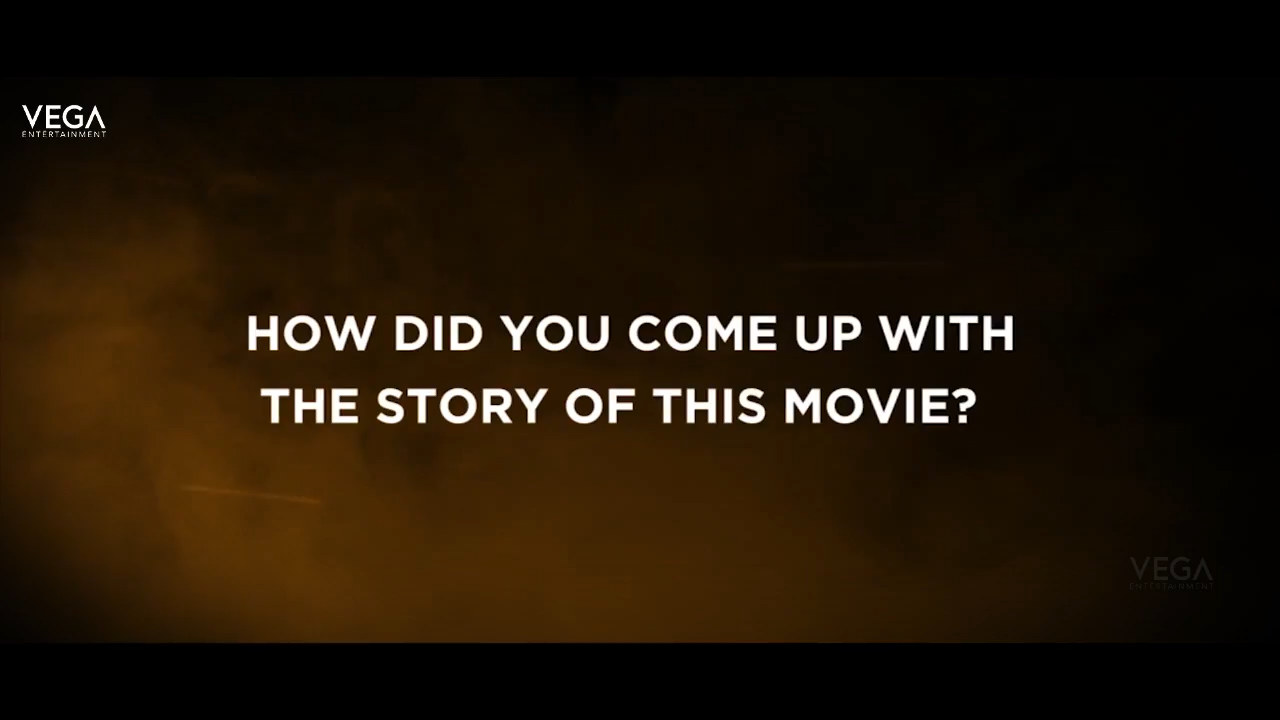 VEGA
ENTERTAINMENT
HOW DID YOU COME UP WITH
THE STORY OF THIS MOVIE?
VEGA
ENTERTAINMENT